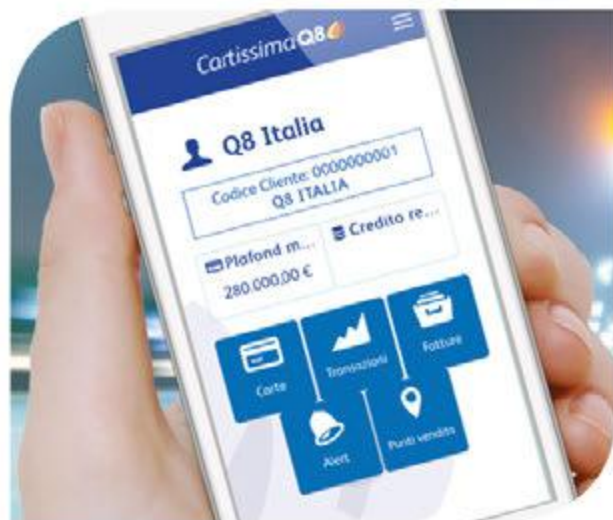 Cartissima Q8
Q8 Italia
Codice Cliente: 0000000001
Q8 ITALIA
Plafond m...
280.000,00 €
Credito re...
Carte
Transazioni
Fatture
Alert
Punti vendita